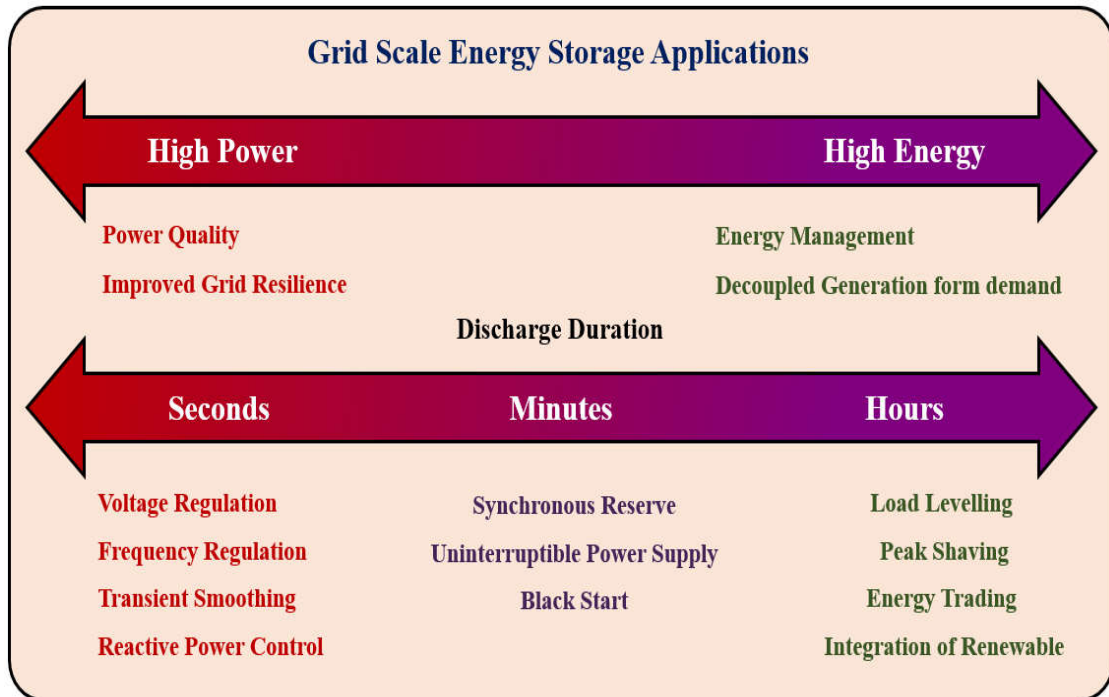 Grid Scale Energy Storage Applications
High Power High Energy
Power Quality Energy Management
Improved Grid Resilience Decoupled Generation form demand
Discharge Duration
Seconds Minutes Hours
Voltage Regulation Synchronous Reserve Load Levelling
Frequency Regulation Uninterruptible Power Supply Peak Shaving
Transient Smoothing Black Start Energy Trading
Reactive Power Control Integration of Renewable